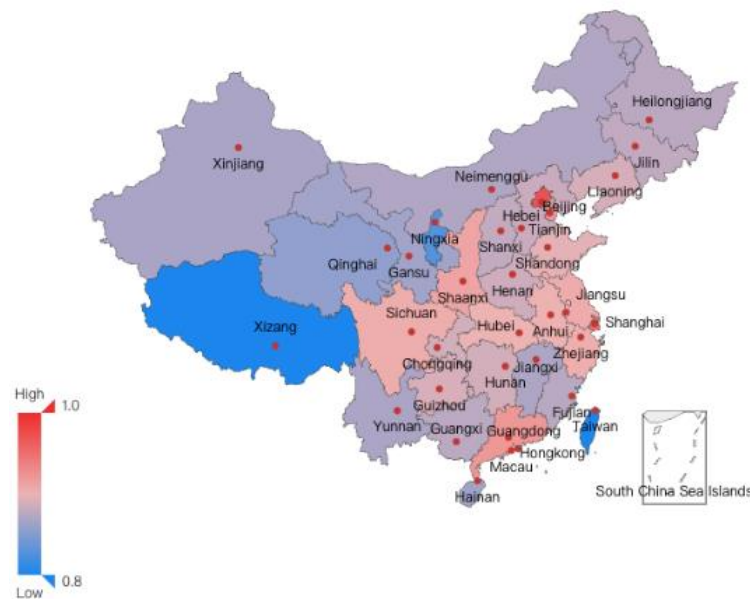 Heilongjiang
Jilin
Xinjiang
Neimenggu
Liaoning
Beijing
Hebei
Tianjin
Ningxia
Shanxi
Qinghai
Gansu
Shandong
Shaanxi
Henan
Jiangsu
Sichuan
Hubei
Anhui
Shanghai
Xizang
Chongqing
Zhejiang
Jiangxi
Hunan
High
1.0
Guizhou
Yunnan
Guangxi
Guangdong
Fujian
Taiwan
Hongkong
Macau
Hainan
South China Sea Islands
0.8
Low